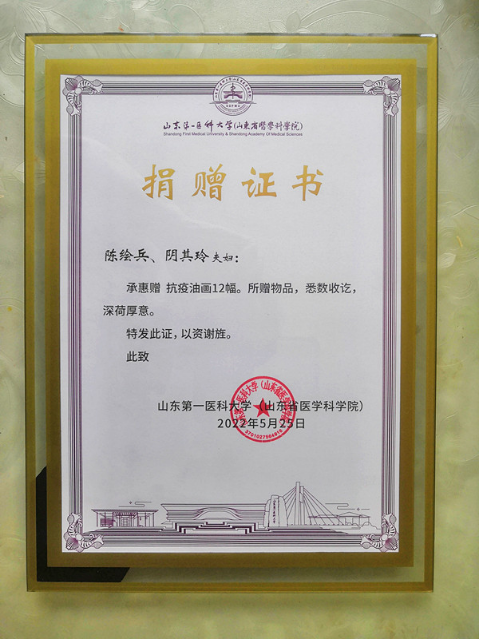 山东第一医科大学(山东省医学科学院)
Shandong First Medical University & Shandong Academy of Medical Sciences
捐赠证书
陈绘兵、阴其玲夫妇：
承惠赠 抗疫油画12幅。所赠物品，悉数收讫，
深荷厚意。
特发此证，以资谢旌。
此致
山东第一医科大学（山东省医学科学院）
2022年5月25日